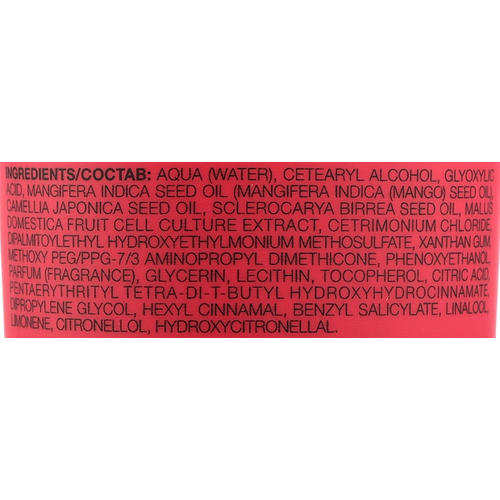 INGREDIENTS/СОСТАВ: AQUA (WATER), CETEARYL ALCOHOL, GLYOXYLIC
ACID, MANGIFERA INDICA SEED OIL (MANGIFERA INDICA (MANGO) SEED OIL),
CAMELLIA JAPONICA SEED OIL, SCLEROCARYA BIRREA SEED OIL, MALUS
DOMESTICA FRUIT CELL CULTURE EXTRACT, CETRIMONIUM CHLORIDE,
DIPALMITOYLETHYL HYDROXYETHYLMONIUM METHOSULFATE, XANTHAN GUM,
METHOXY PEG/PPG-7/3 AMINOPROPYL DIMETHICONE, PHENOXYETHANOL,
PARFUM (FRAGRANCE), GLYCERIN, LECITHIN, TOCOPHEROL, CITRIC ACID,
PENTAERYTHRITYL TETRA-DI-T-BUTYL HYDROXYHYDROCINNAMATE,
DIPROPYLENE GLYCOL, HEXYL CINNAMAL, BENZYL SALICYLATE, LINALOOL,
LIMONENE, CITRONELLOL, HYDROXYCITRONELLAL.